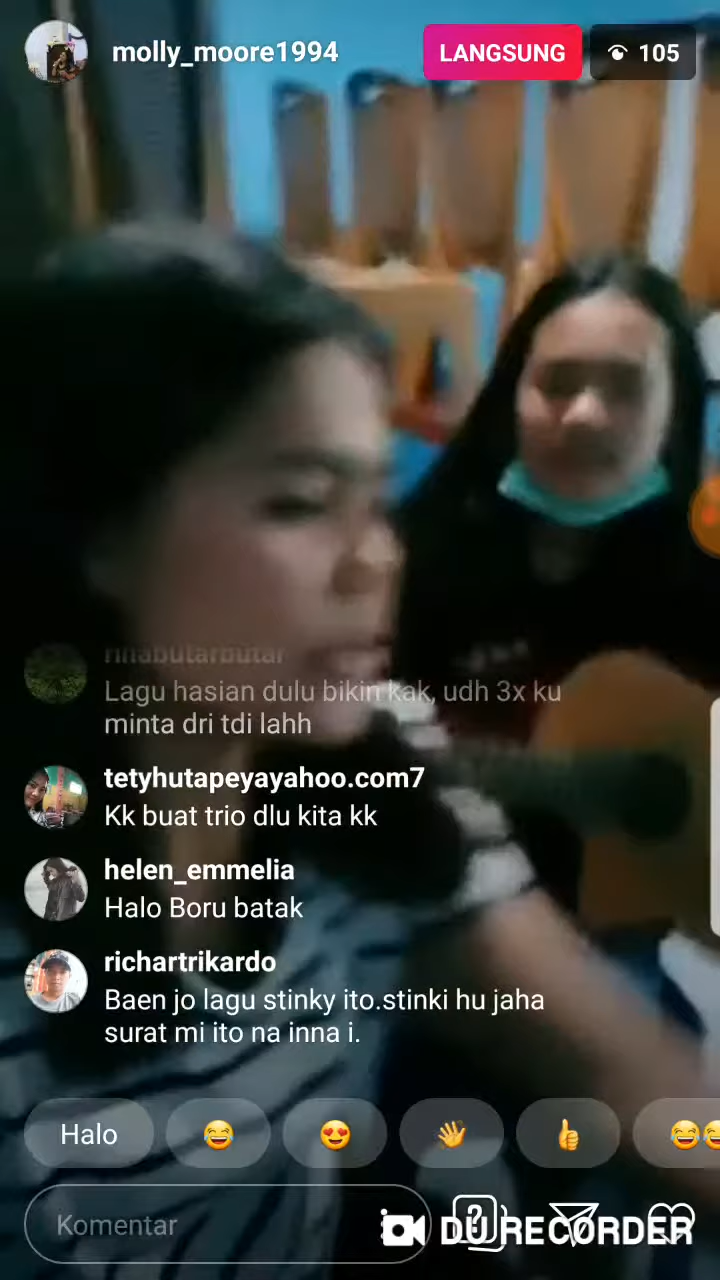 molly_moore1994
LANGSUNG
105
rinabutarbutar
Lagu hasian dulu bikin kak, udh 3x ku
minta dri tdi lahh
tetyhutapeyayahoo.com7
Kk buat trio dlu kita kk
helen_emmelia
Halo Boru batak
richartrikardo
Baen jo lagu stinky ito.stinki hu jaha
surat mi ito na inna i.
Halo
Komentar
DU RECORDER